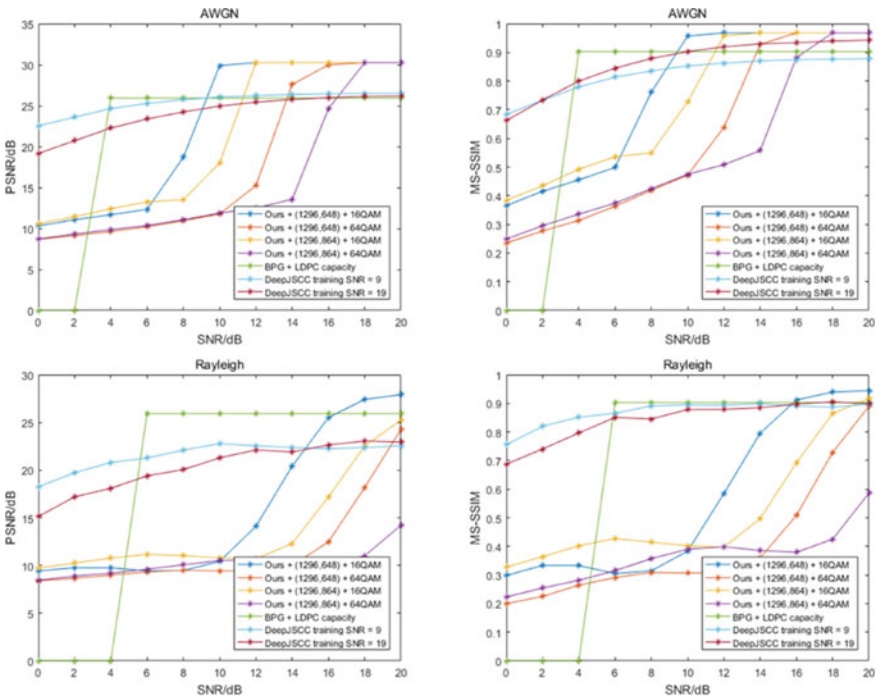 AWGN
35
30
25
20
15
10
5
0
PSNR/dB
0 2 4 6 8 10 12 14 16 18 20
SNR/dB
Ours + (1296,648) + 16QAM
Ours + (1296,648) + 64QAM
Ours + (1296,864) + 16QAM
Ours + (1296,864) + 64QAM
BPG + LDPC capacity
DeepJSCC training SNR = 9
DeepJSCC training SNR = 19
AWGN
1
0.9
0.8
0.7
0.6
0.5
0.4
0.3
0.2
0.1
0
MS-SSIM
0 2 4 6 8 10 12 14 16 18 20
SNR/dB
Ours + (1296,648) + 16QAM
Ours + (1296,648) + 64QAM
Ours + (1296,864) + 16QAM
Ours + (1296,864) + 64QAM
BPG + LDPC capacity
DeepJSCC training SNR = 9
DeepJSCC training SNR = 19
Rayleigh
30
25
20
15
10
5
0
PSNR/dB
0 2 4 6 8 10 12 14 16 18 20
SNR/dB
Ours + (1296,648) + 16QAM
Ours + (1296,648) + 64QAM
Ours + (1296,864) + 16QAM
Ours + (1296,864) + 64QAM
BPG + LDPC capacity
DeepJSCC training SNR = 9
DeepJSCC training SNR = 19
Rayleigh
1
0.9
0.8
0.7
0.6
0.5
0.4
0.3
0.2
0.1
0
MS-SSIM
0 2 4 6 8 10 12 14 16 18 20
SNR/dB
Ours + (1296,648) + 16QAM
Ours + (1296,648) + 64QAM
Ours + (1296,864) + 16QAM
Ours + (1296,864) + 64QAM
BPG + LDPC capacity
DeepJSCC training SNR = 9
DeepJSCC training SNR = 19